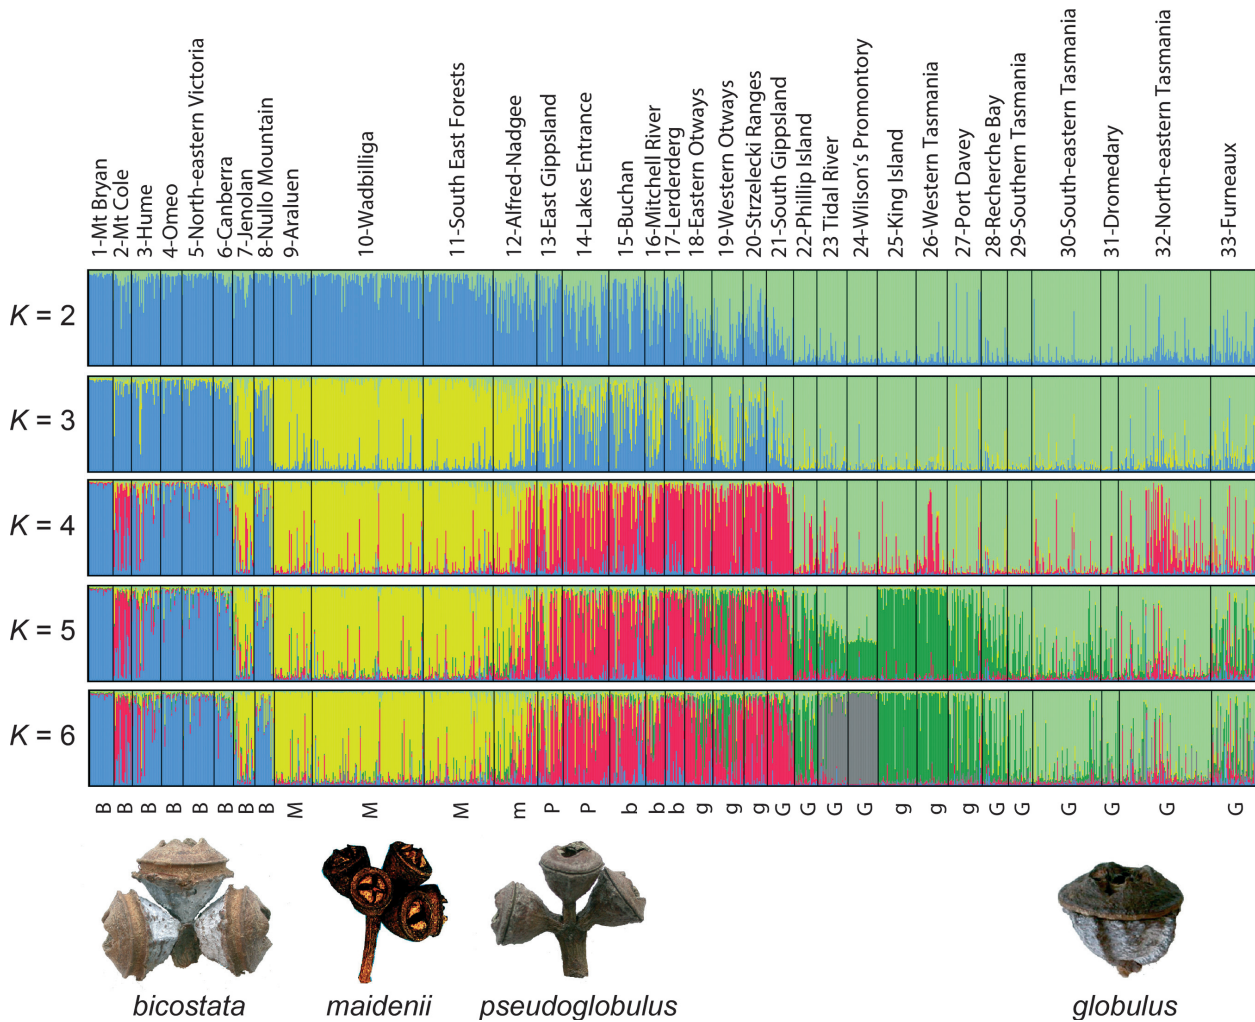 1-Mt Bryan
2-Mt Cole
3-Hume
4-Omeo
5-North-eastern Victoria
6-Canberra
7-Jenolan
8-Nullo Mountain
9-Araluen
10-Wadbilliga
11-South East Forests
12-Alfred-Nadgee
13-East Gippsland
14-Lakes Entrance
15-Buchan
16-Mitchell River
17-Lerderderg
18-Eastern Otways
19-Western Otways
20-Strzelecki Ranges
21-South Gippsland
22-Phillip Island
23 Tidal River
24-Wilson's Promontory
25-King Island
26-Western Tasmania
27-Port Davey
28-Recherche Bay
29-Southern Tasmania
30-South-eastern Tasmania
31-Dromedary
32-North-eastern Tasmania
33-Furneaux
K = 2
K = 3
K = 4
K = 5
K = 6
B B B B B B B B M M M m P P b b b g g g G G G G g g g G G G G G G
bicostata maidenii pseudoglobulus globulus